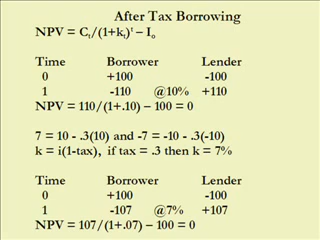 After Tax Borrowing
NPV = Ct/(1+kt)^t – Io
Time Borrower Lender
0 +100 -100
1 -110 @10% +110
NPV = 110/(1+.10) – 100 = 0
7 = 10 - .3(10) and -7 = -10 - .3(-10)
k = i(1-tax), if tax = .3 then k = 7%
Time Borrower Lender
0 +100 -100
1 -107 @7% +107
NPV = 107/(1+.07) – 100 = 0